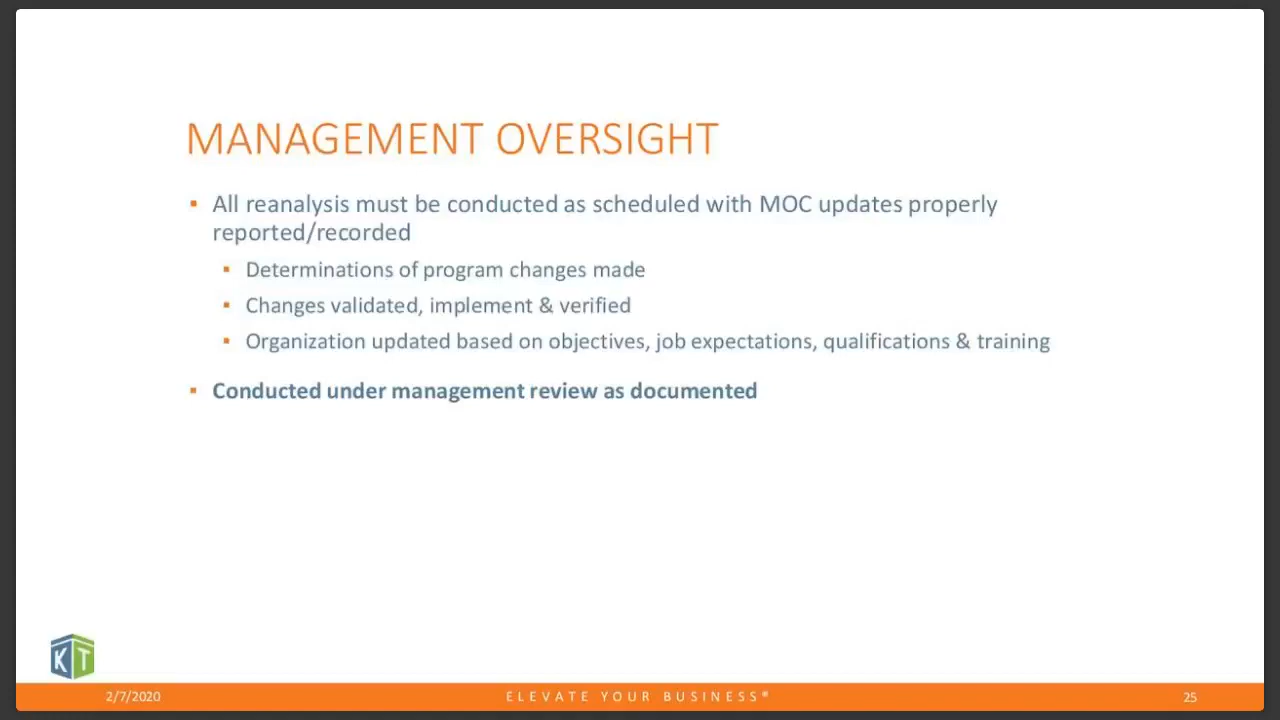 MANAGEMENT OVERSIGHT
▪ All reanalysis must be conducted as scheduled with MOC updates properly
reported/recorded
▪ Determinations of program changes made
▪ Changes validated, implement & verified
▪ Organization updated based on objectives, job expectations, qualifications & training
▪ Conducted under management review as documented
KT
2/7/2020
ELEVATE YOUR BUSINESS®
25